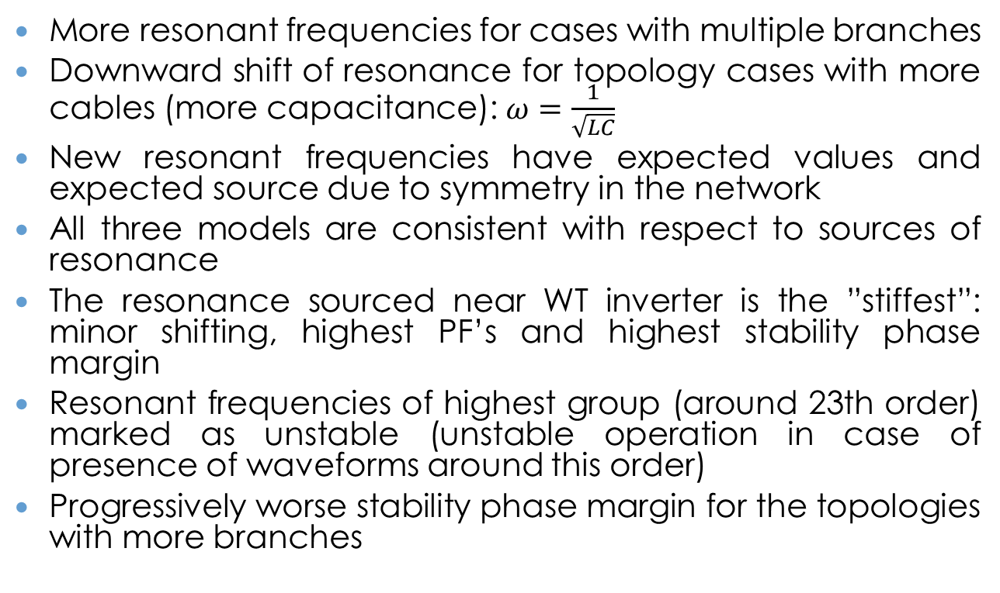 • More resonant frequencies for cases with multiple branches
• Downward shift of resonance for topology cases with more
cables (more capacitance): ω = 1/√LC
• New resonant frequencies have expected values and
expected source due to symmetry in the network
• All three models are consistent with respect to sources of
resonance
• The resonance sourced near WT inverter is the ”stiffest”:
minor shifting, highest PF’s and highest stability phase
margin
• Resonant frequencies of highest group (around 23th order)
marked as unstable (unstable operation in case of
presence of waveforms around this order)
• Progressively worse stability phase margin for the topologies
with more branches